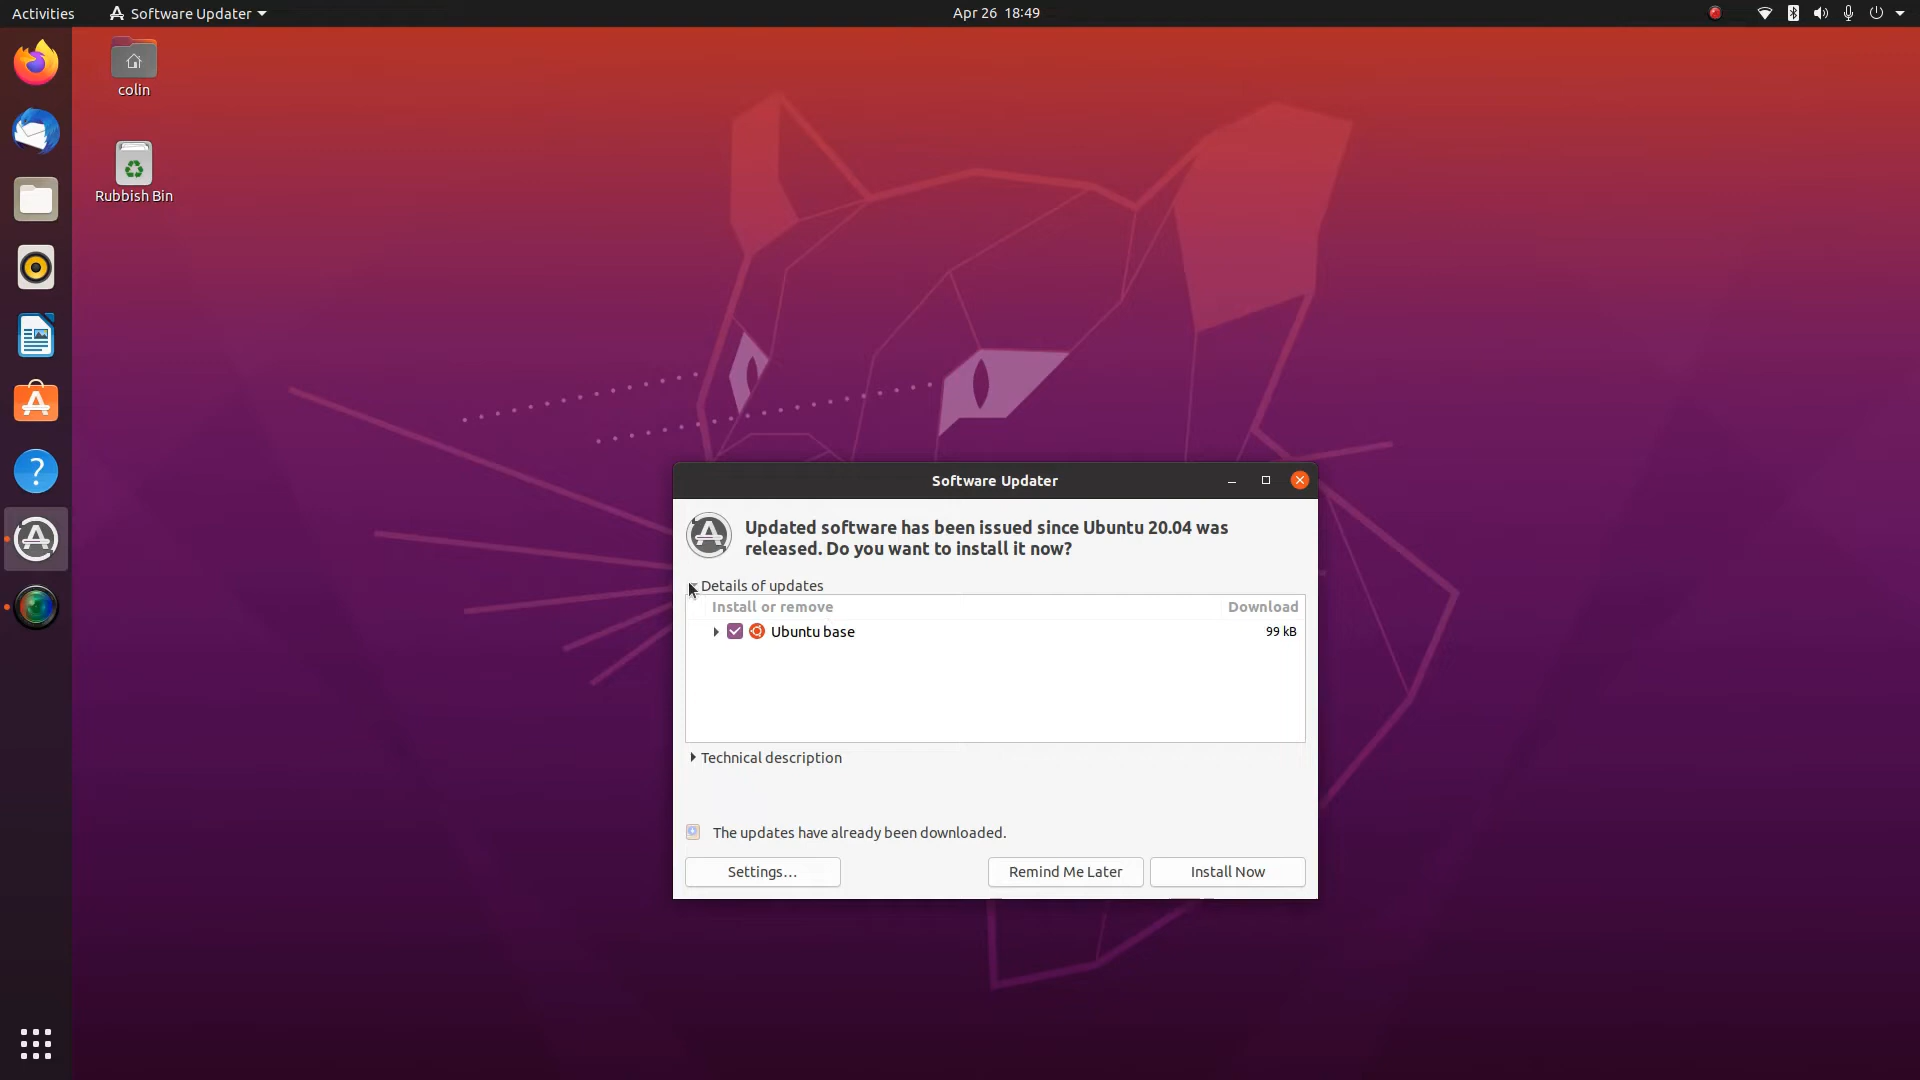 Activities
Software Updater
Apr 26 18:49
colin
Rubbish Bin
Software Updater
Updated software has been issued since Ubuntu 20.04 was
released. Do you want to install it now?
Details of updates
Install or remove Download
Ubuntu base 99 kB
Technical description
The updates have already been downloaded.
Settings… Remind Me Later Install Now